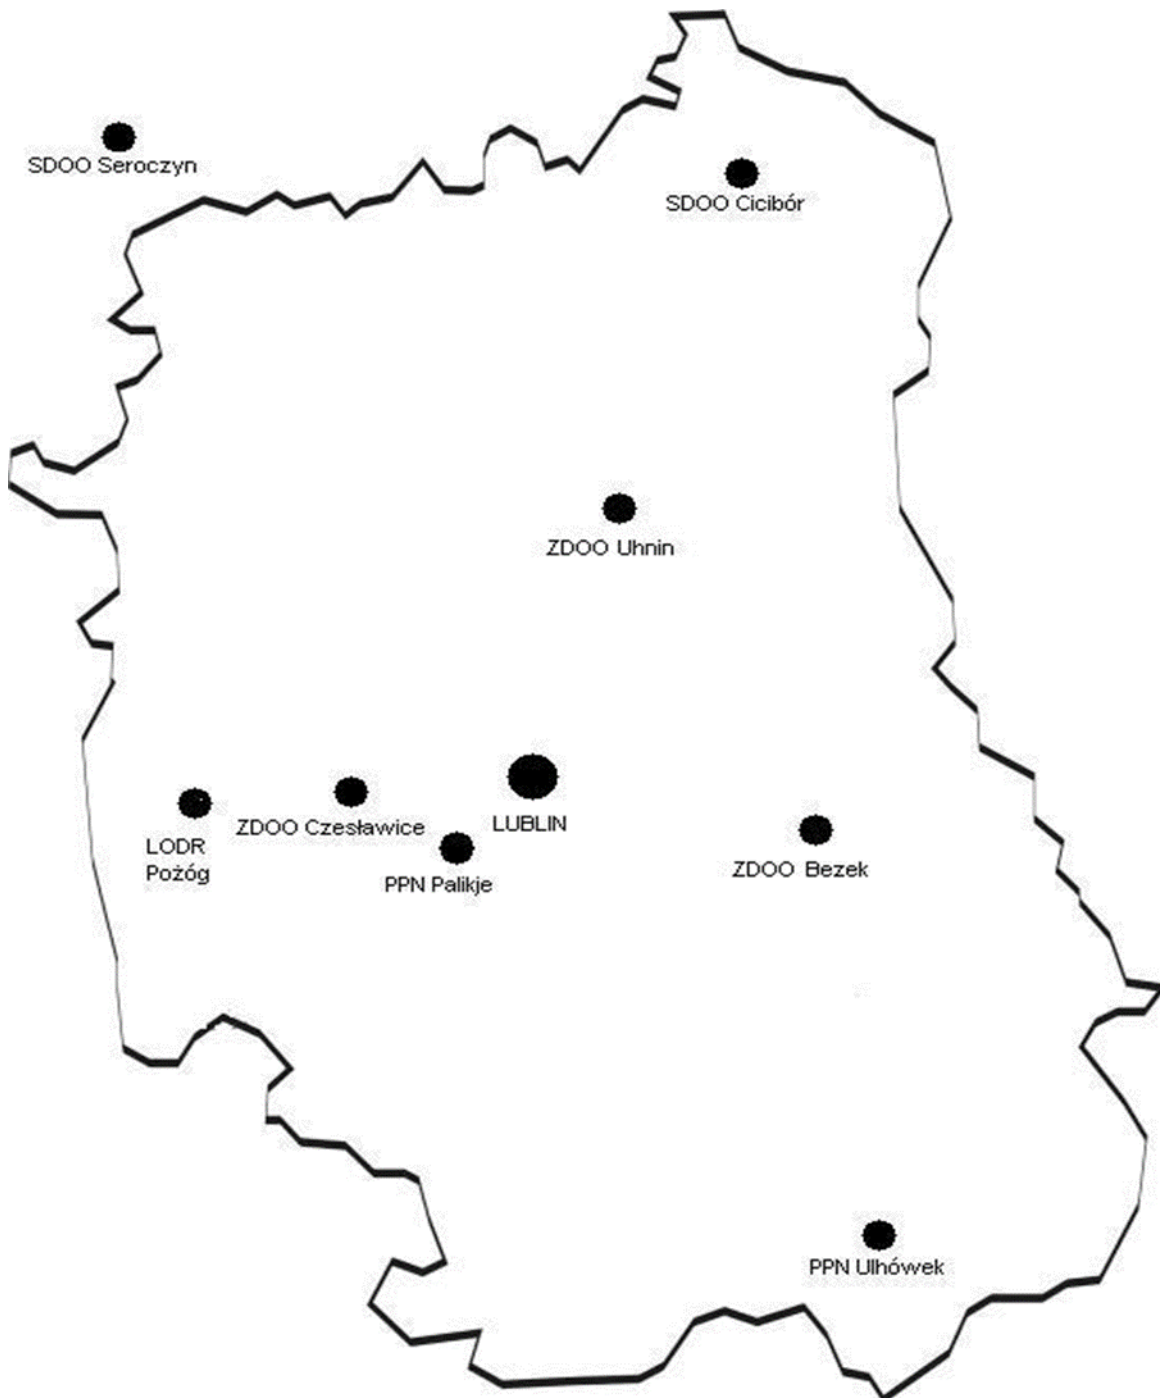 SDOO Seroczyn
SDOO Cicibór
ZDOO Uhnin
LUBLIN
ZDOO Czesławice
LODR
Pożóg
PPN Palikje
ZDOO Bezek
PPN Ulhówek